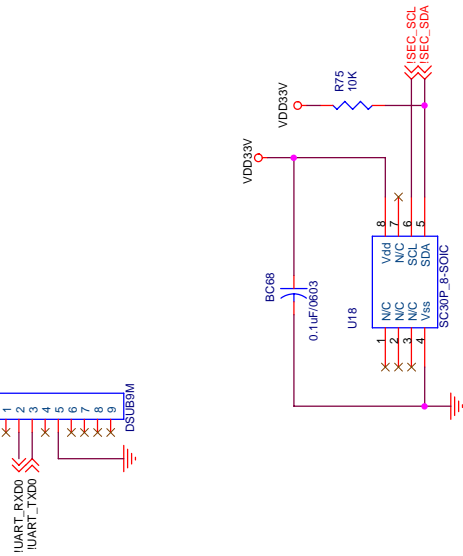 !SEC_SCL
!SEC_SDA
R75
10K
VDD33V
VDD33V
BC68
0.1uF/0603
U18
8 Vdd
7 N/C
6 SCL
5 SDA
SC30P_8-SOIC
1 N/C
2 N/C
3 N/C
4 Vss
1
2
3
4
5
6
7
8
9
DSUB9M
!UART_RXD0
!UART_TXD0